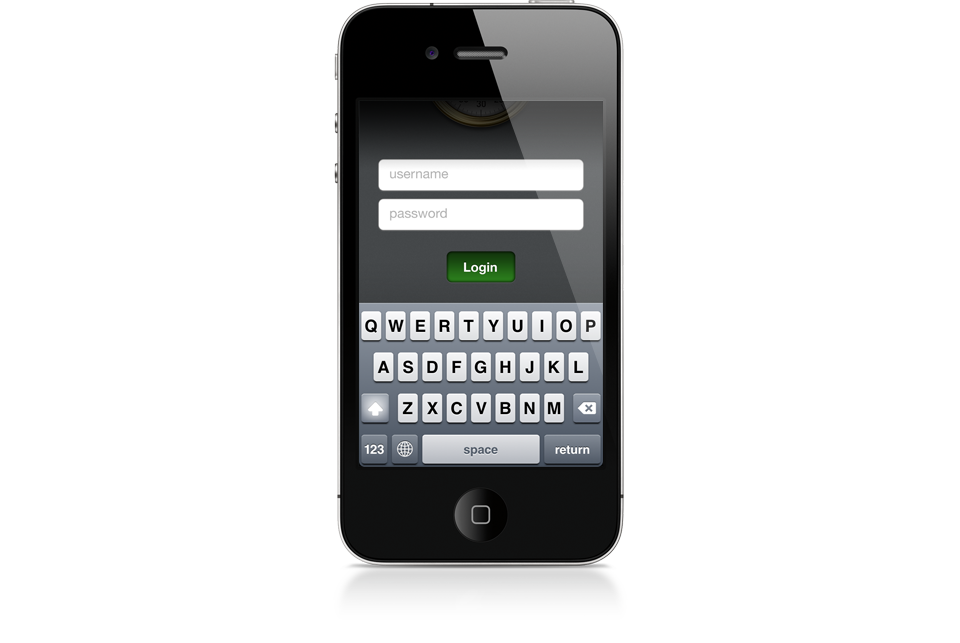 username
password
Login
Q W E R T Y U I O P
A S D F G H J K L
Z X C V B N M
123 space return